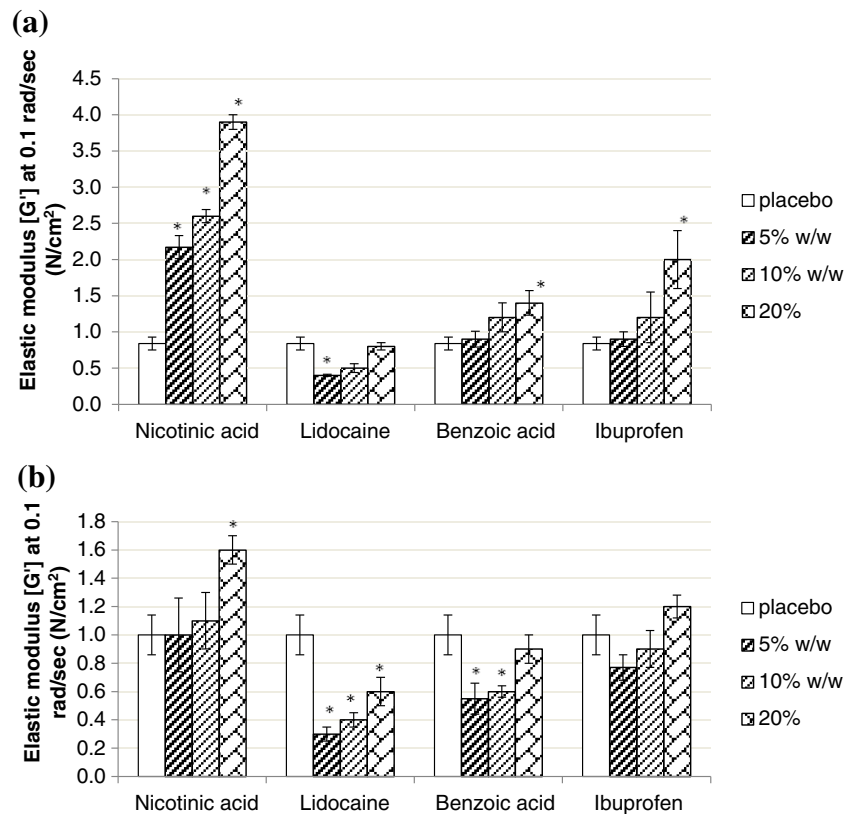 (a)
Elastic modulus [G'] at 0.1 rad/sec
(N/cm²)
4.5
4.0
3.5
3.0
2.5
2.0
1.5
1.0
0.5
0.0
*
*
*
*
*
*
Nicotinic acid
Lidocaine
Benzoic acid
Ibuprofen
placebo
5% w/w
10% w/w
20%
(b)
Elastic modulus [G'] at 0.1
rad/sec (N/cm²)
1.8
1.6
1.4
1.2
1.0
0.8
0.6
0.4
0.2
0.0
*
*
*
*
*
*
Nicotinic acid
Lidocaine
Benzoic acid
Ibuprofen
placebo
5% w/w
10% w/w
20%